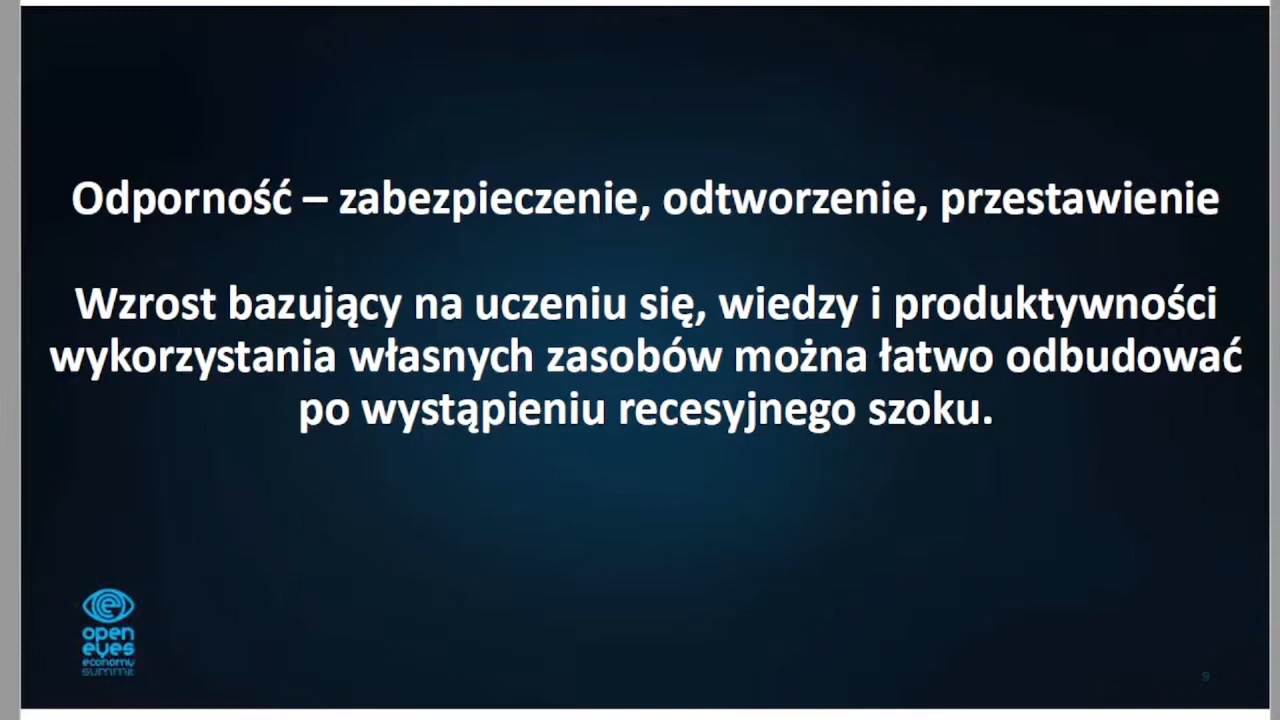 Odporność – zabezpieczenie, odtworzenie, przestawienie
Wzrost bazujący na uczeniu się, wiedzy i produktywności
wykorzystania własnych zasobów można łatwo odbudować
po wystąpieniu recesyjnego szoku.
open
eyes
economy
summit
9